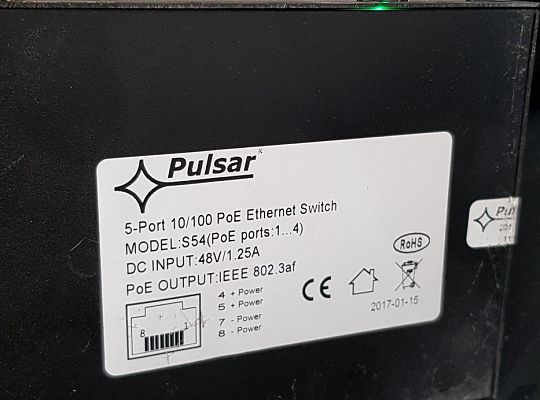 Pulsar
5-Port 10/100 PoE Ethernet Switch
MODEL:S54(PoE ports:1...4)
DC INPUT:48V/1.25A
PoE OUTPUT:IEEE 802.3af
4 + Power
5 + Power
7 - Power
8 - Power
8 1
CE
RoHS
2017-01-15
Pul
201